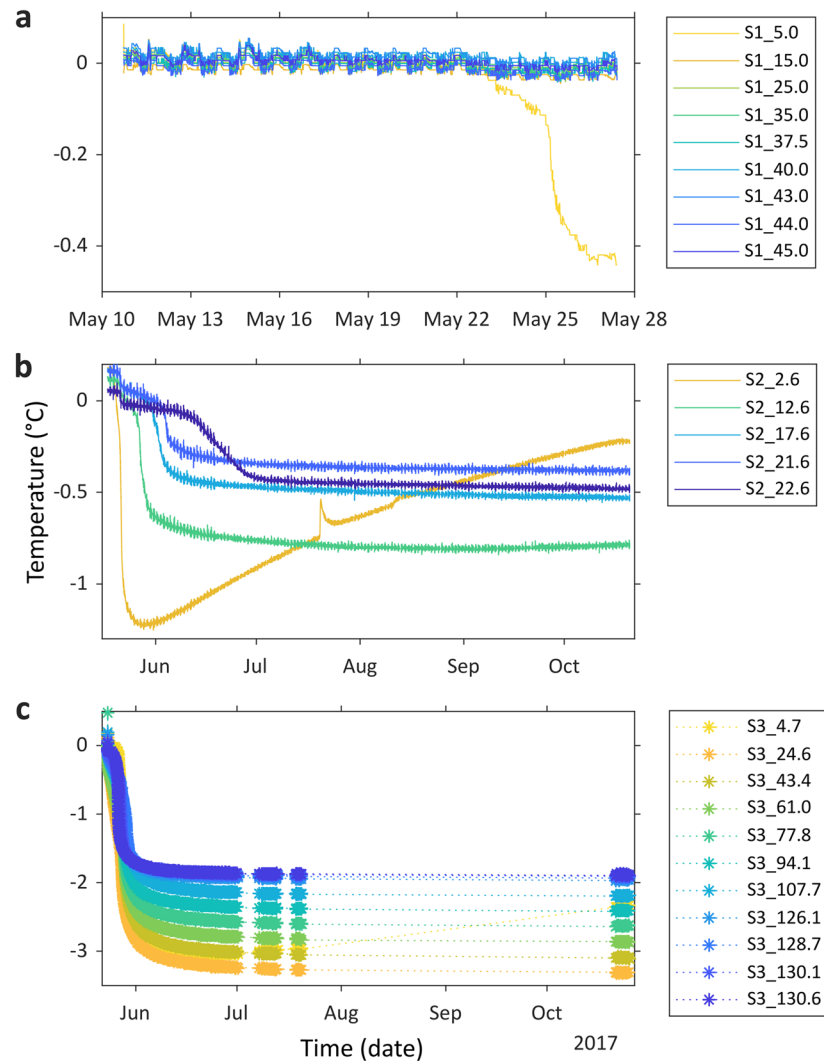 a
0
-0.2
-0.4
May 10 May 13 May 16 May 19 May 22 May 25 May 28
S1_5.0
S1_15.0
S1_25.0
S1_35.0
S1_37.5
S1_40.0
S1_43.0
S1_44.0
S1_45.0
b
Temperature (°C)
0
-0.5
-1
Jun Jul Aug Sep Oct
S2_2.6
S2_12.6
S2_17.6
S2_21.6
S2_22.6
c
0
-1
-2
-3
Jun Jul Aug Sep Oct
Time (date) 2017
S3_4.7
S3_24.6
S3_43.4
S3_61.0
S3_77.8
S3_94.1
S3_107.7
S3_126.1
S3_128.7
S3_130.1
S3_130.6